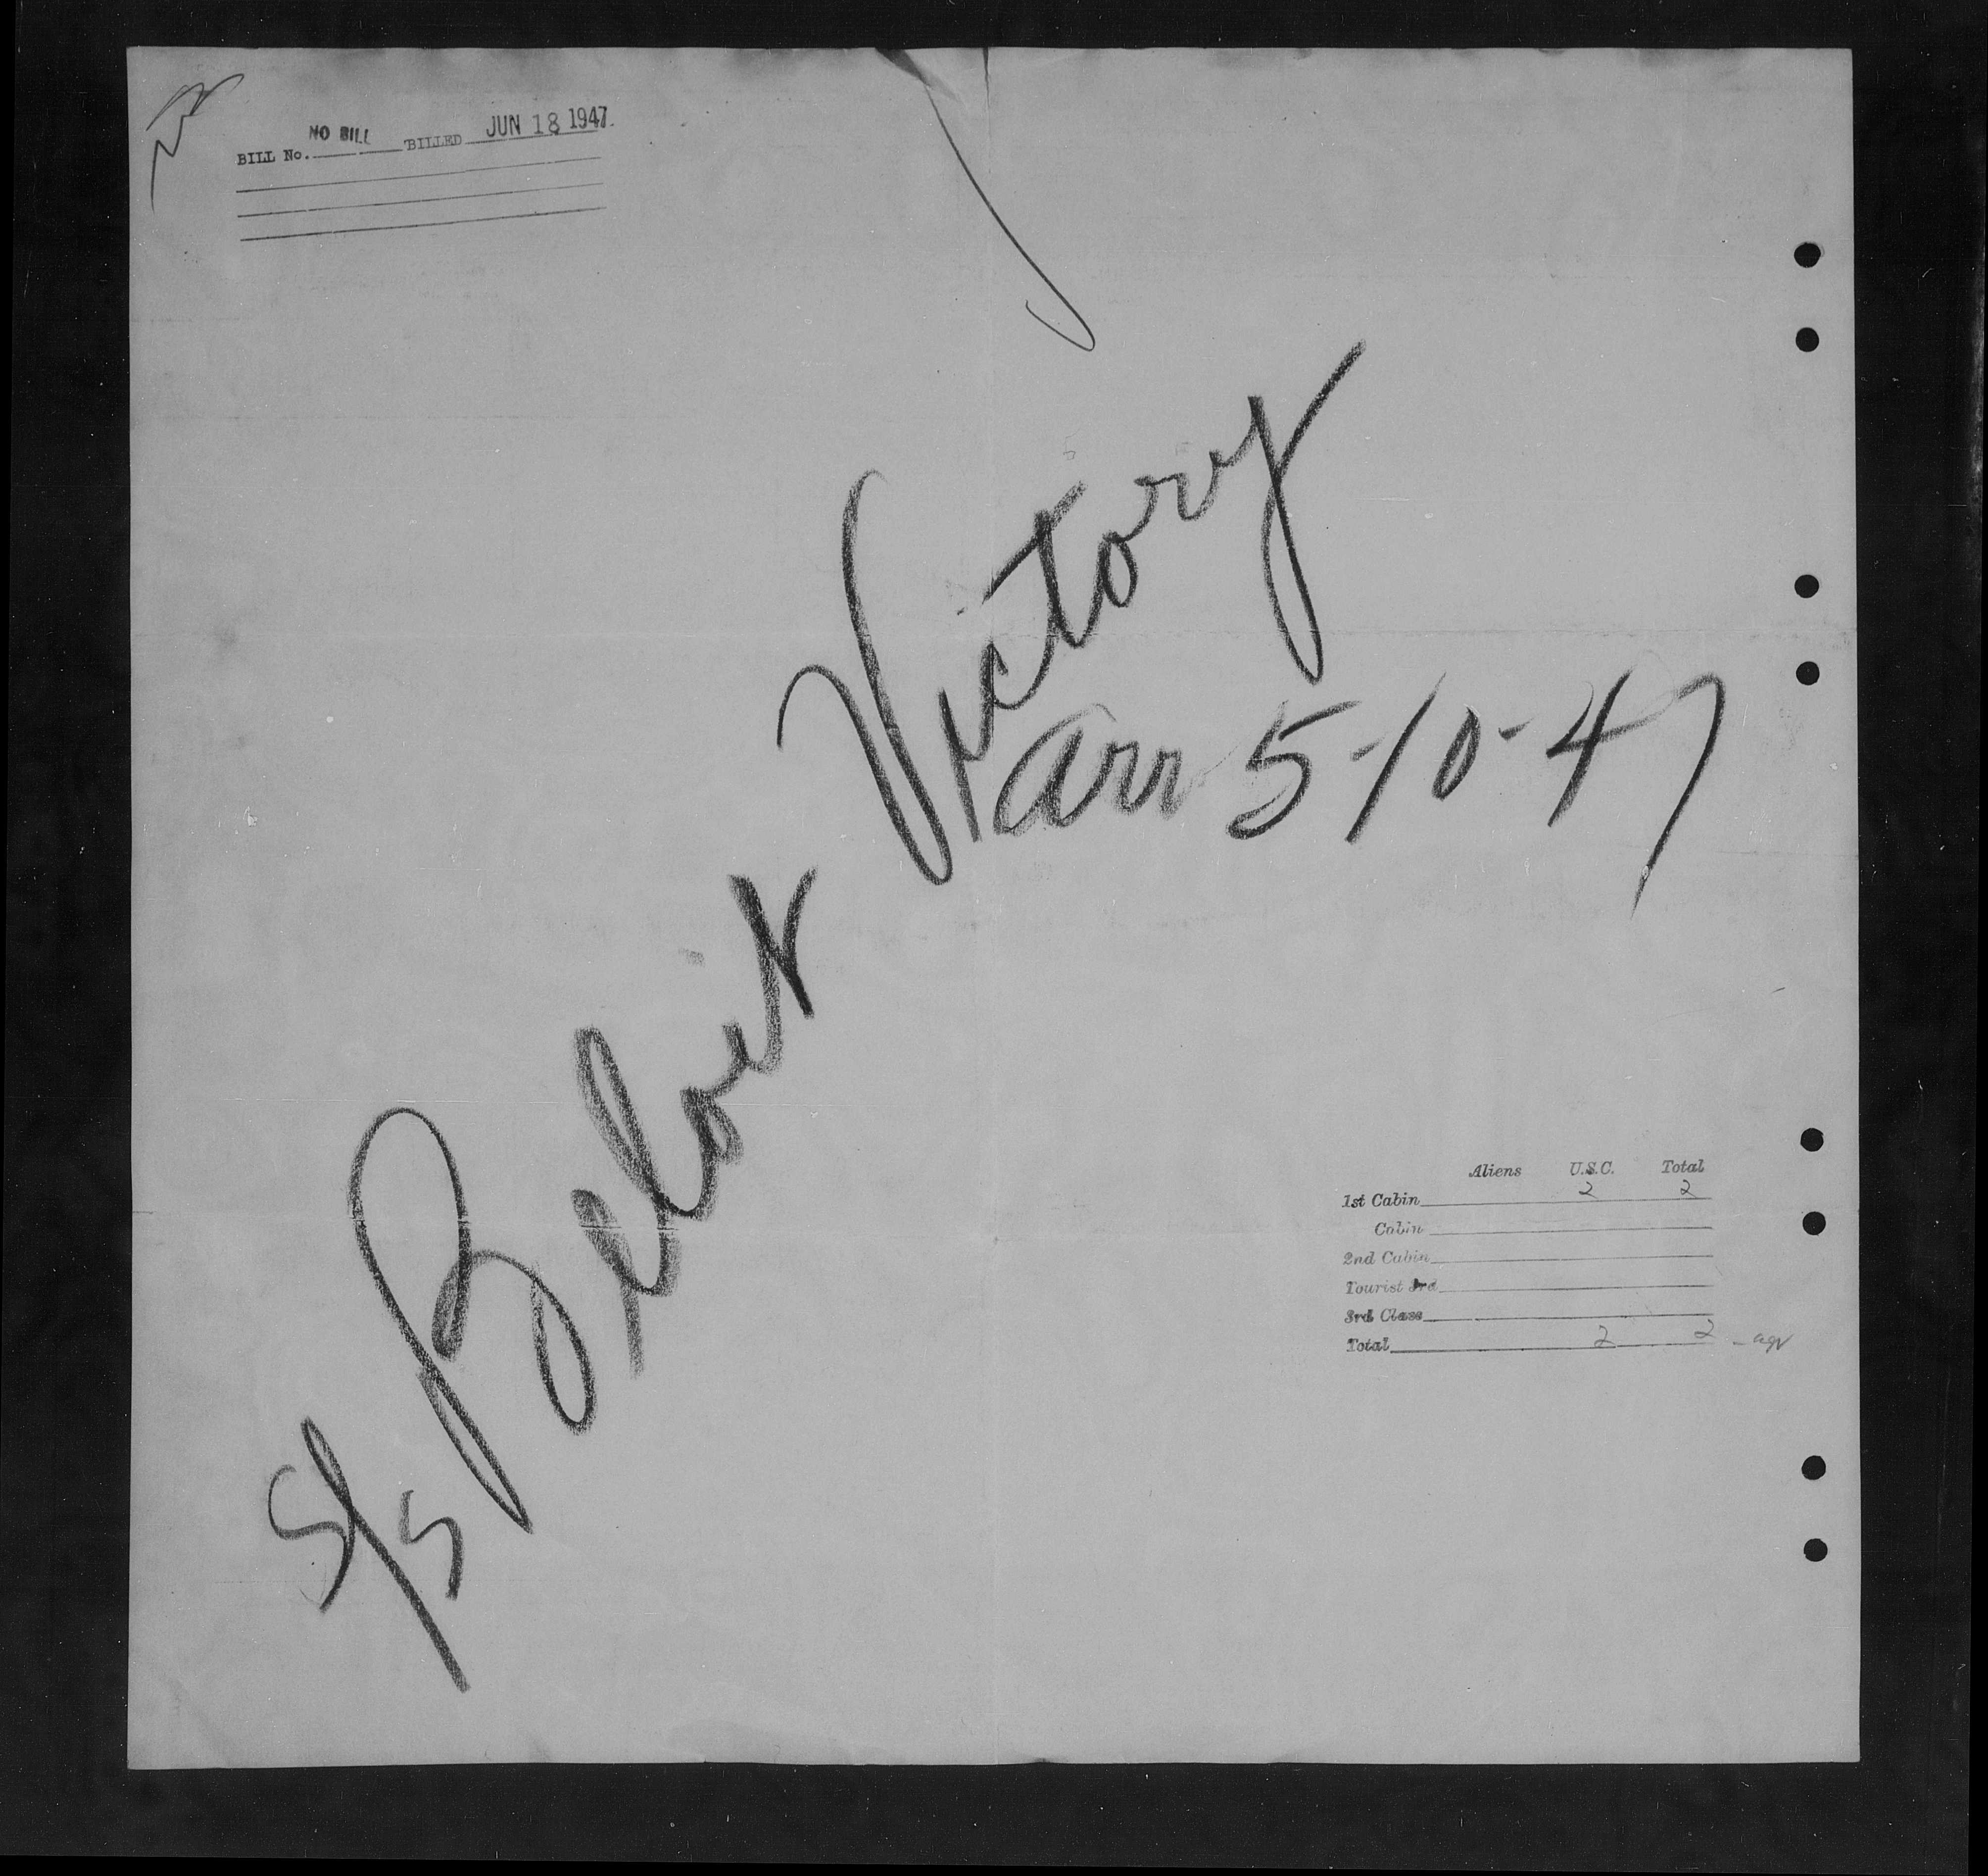 BILL No. NO BILL BILLED JUN 18 1947
S/S Beloit Victory
arr 5-10-47
Aliens U.S.C. Total
1st Cabin 2 2
Cabin
2nd Cabin
Tourist 3rd
3rd Class
Total 2 2